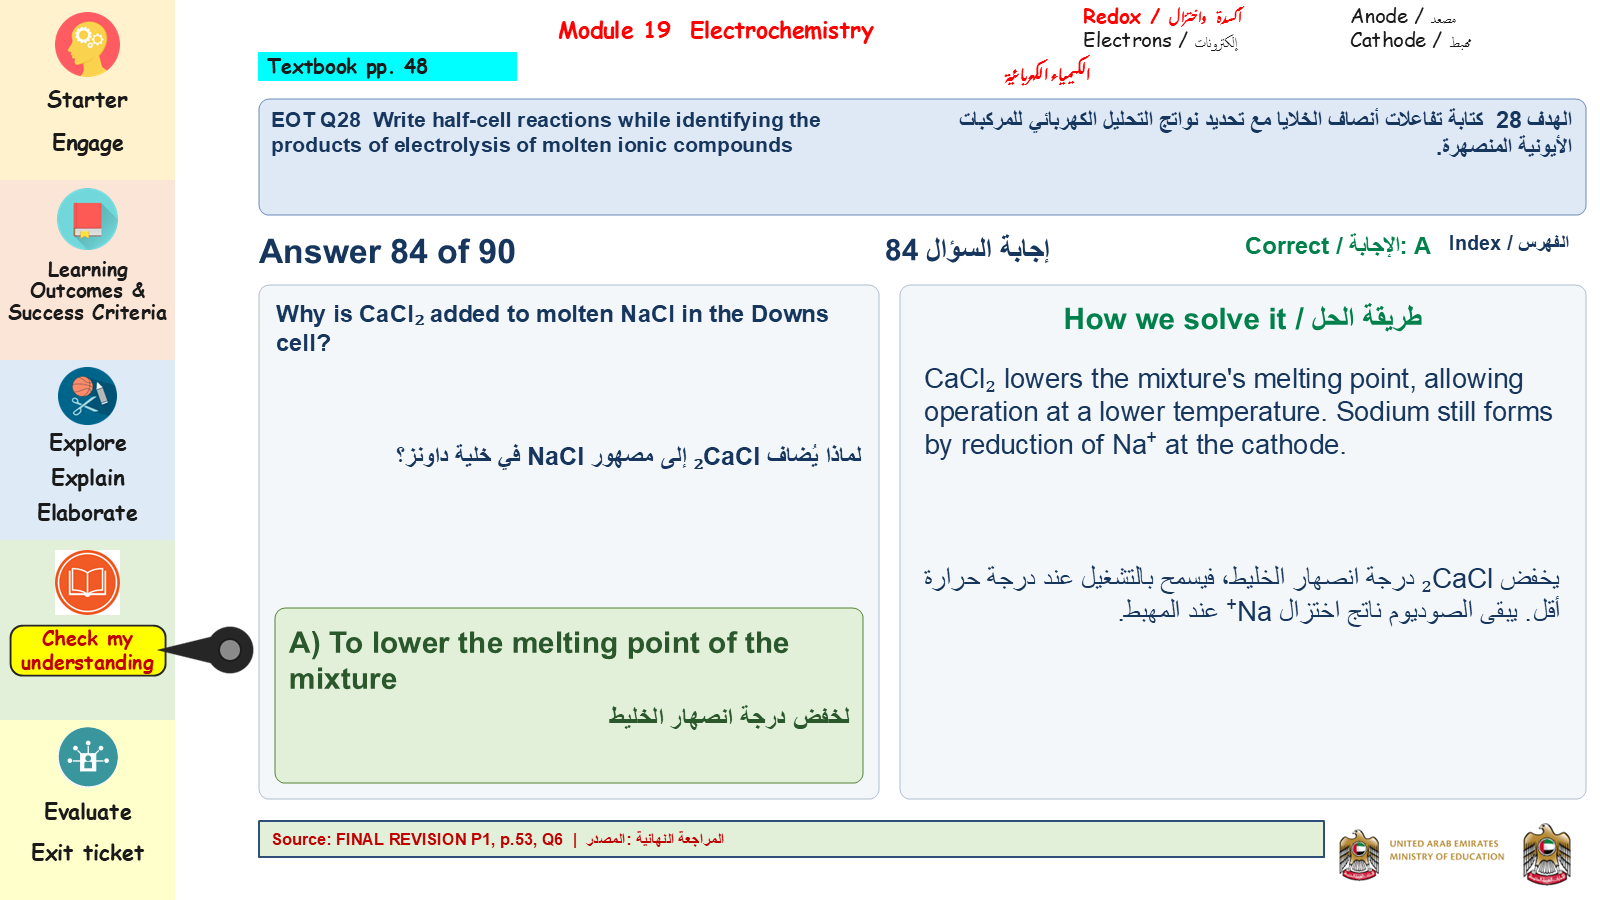 Starter
Engage
Learning
Outcomes &
Success Criteria
Explore
Explain
Elaborate
Check my
understanding
Evaluate
Exit ticket
Module 19 Electrochemistry
Redox / أكسدة واختزال
Electrons / إلكترونات
Anode / مصعد
Cathode / مهبط
الكيمياء الكهربائية
Textbook pp. 48
EOT Q28 Write half-cell reactions while identifying the
products of electrolysis of molten ionic compounds
الهدف 28 كتابة تفاعلات أنصاف الخلايا مع تحديد نواتج التحليل الكهربائي للمركبات
الأيونية المنصهرة.
Answer 84 of 90
إجابة السؤال 84
Correct / الإجابة: A
Index / الفهرس
Why is CaCl₂ added to molten NaCl in the Downs
cell?
لماذا يُضاف CaCl₂ إلى مصهور NaCl في خلية داونز؟
A) To lower the melting point of the
mixture
لخفض درجة انصهار الخليط
How we solve it / طريقة الحل
CaCl₂ lowers the mixture's melting point, allowing
operation at a lower temperature. Sodium still forms
by reduction of Na⁺ at the cathode.
يخفض CaCl₂ درجة انصهار الخليط، فيسمح بالتشغيل عند درجة حرارة
أقل. يبقى الصوديوم ناتج اختزال Na⁺ عند المهبط.
Source: FINAL REVISION P1, p.53, Q6 | المراجعة النهائية :المصدر
UNITED ARAB EMIRATES
MINISTRY OF EDUCATION